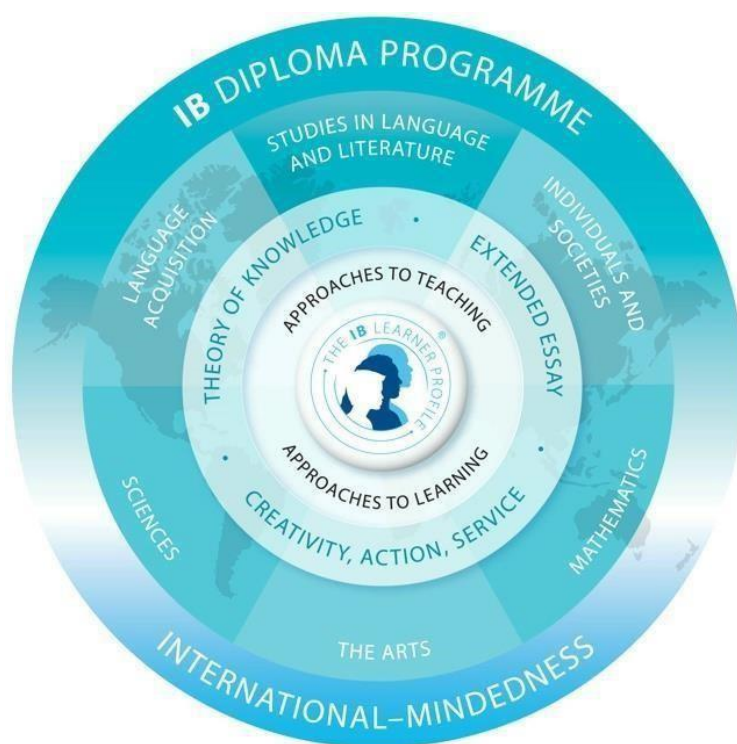 IB DIPLOMA PROGRAMME
STUDIES IN LANGUAGE
AND LITERATURE
LANGUAGE
ACQUISITION
INDIVIDUALS AND
SOCIETIES
THEORY OF KNOWLEDGE
EXTENDED ESSAY
APPROACHES TO TEACHING
• THE IB LEARNER PROFILE • ®
APPROACHES TO LEARNING
CREATIVITY, ACTION, SERVICE
SCIENCES
MATHEMATICS
THE ARTS
INTERNATIONAL–MINDEDNESS